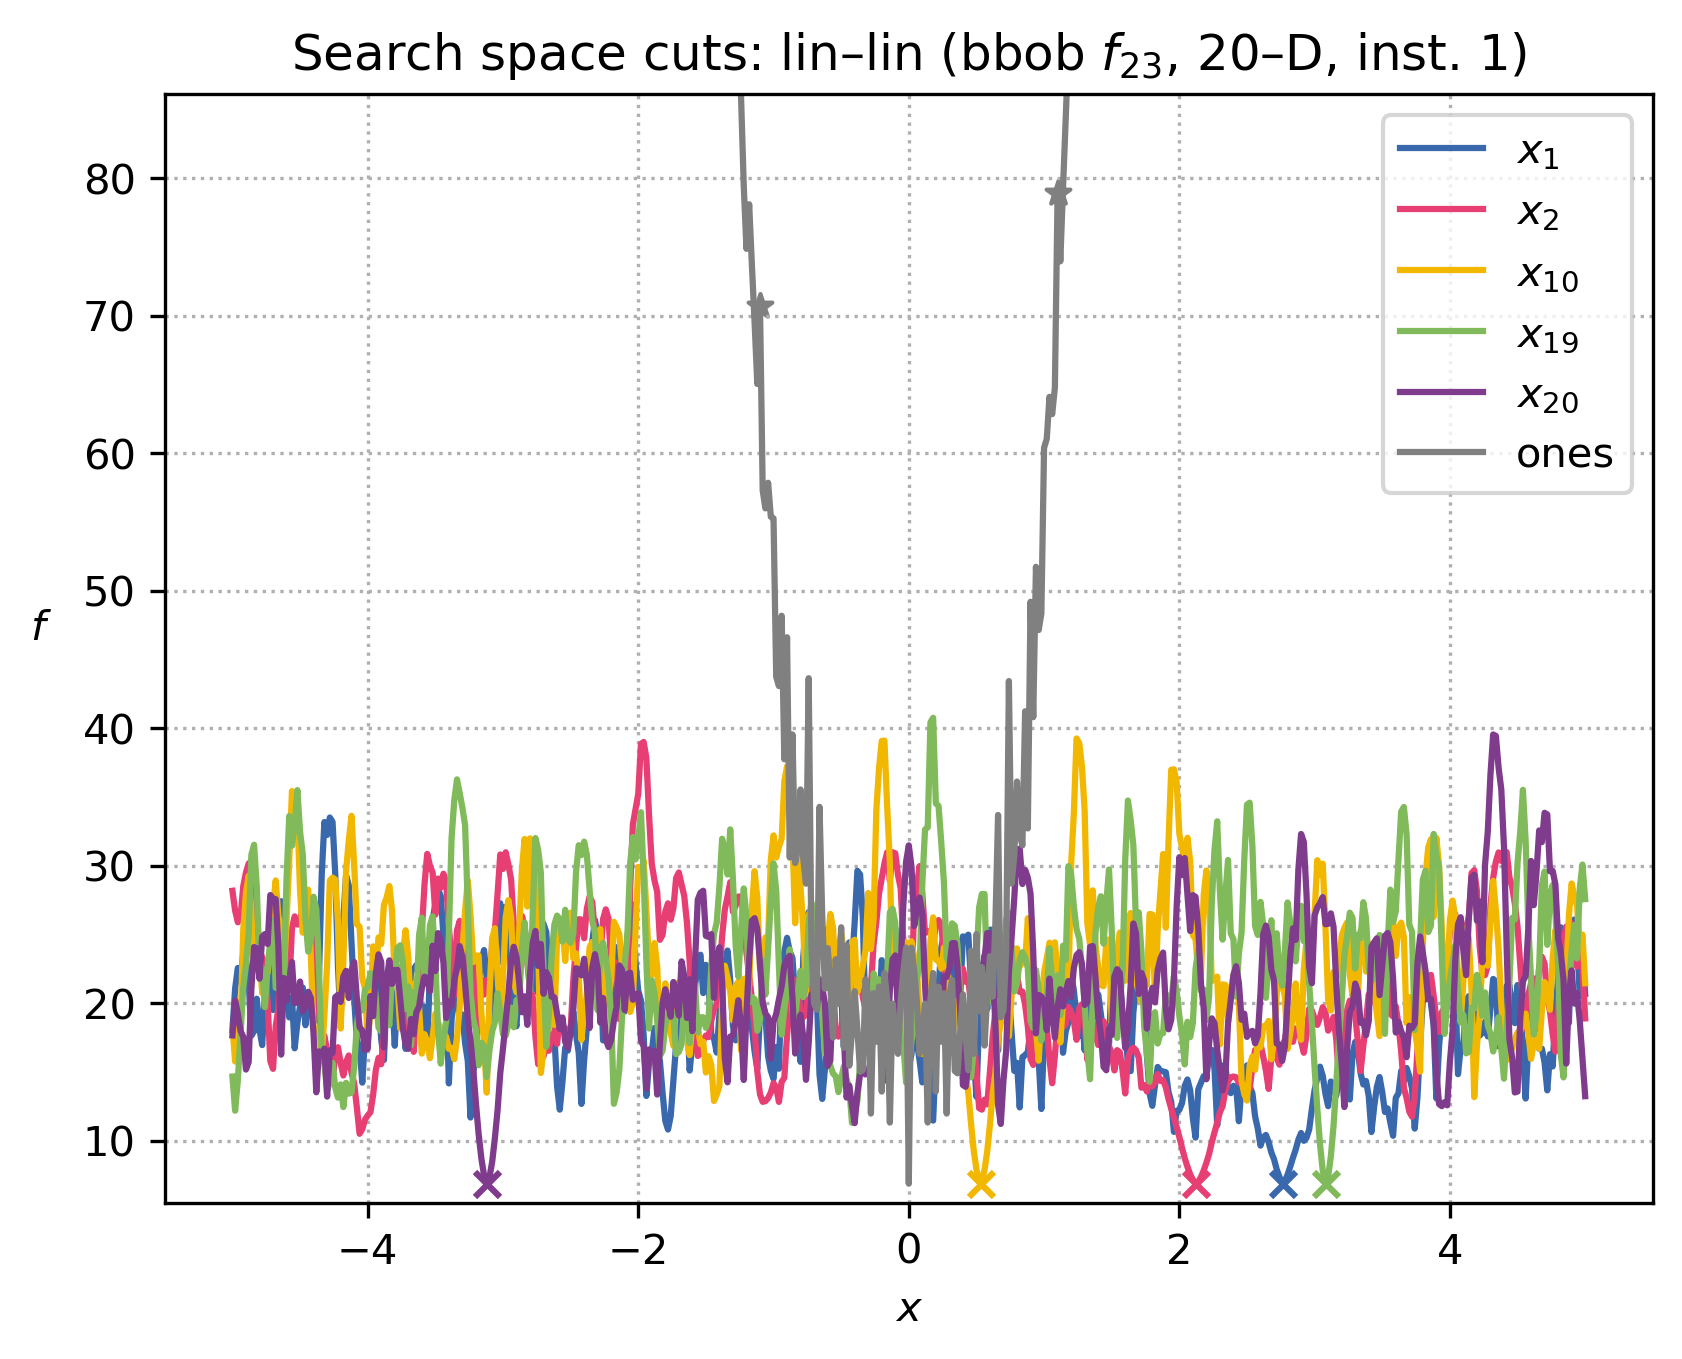 Search space cuts: lin–lin (bbob f₂₃, 20–D, inst. 1)
80
70
60
50
40
30
20
10
f
−4
−2
0
2
4
x
x₁
x₂
x₁₀
x₁₉
x₂₀
ones